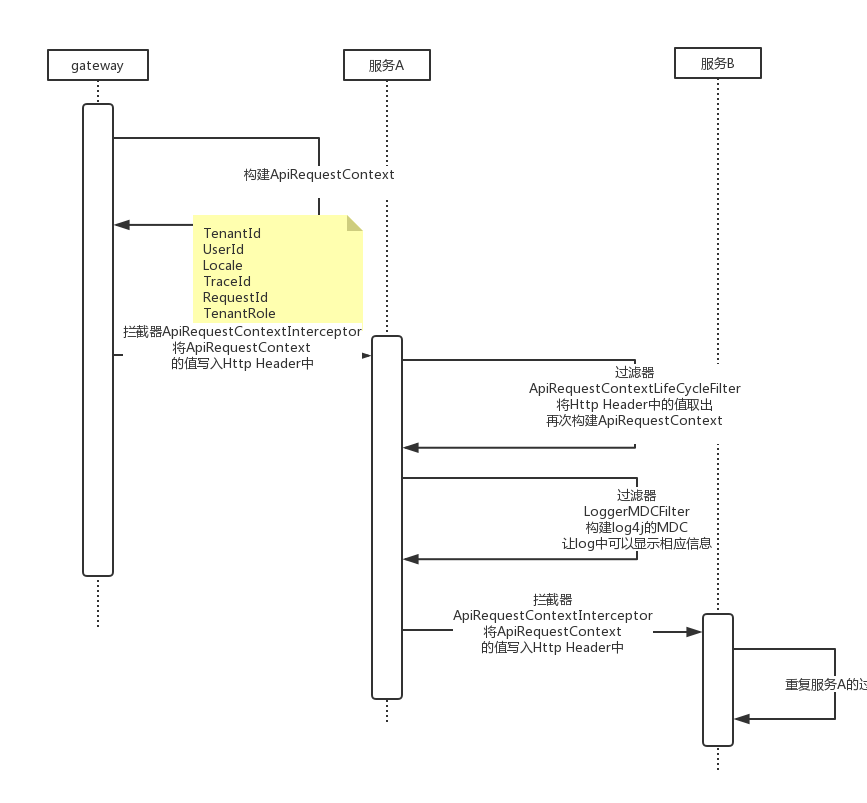 gateway
服务A
服务B
构建ApiRequestContext
TenantId
UserId
Locale
TraceId
RequestId
TenantRole
拦截器ApiRequestContextInterceptor
将ApiRequestContext
的值写入Http Header中
过滤器
ApiRequestContextLifeCycleFilter
将Http Header中的值取出
再次构建ApiRequestContext
过滤器
LoggerMDCFilter
构建log4j的MDC
让log中可以显示相应信息
拦截器
ApiRequestContextInterceptor
将ApiRequestContext
的值写入Http Header中
重复服务A的过